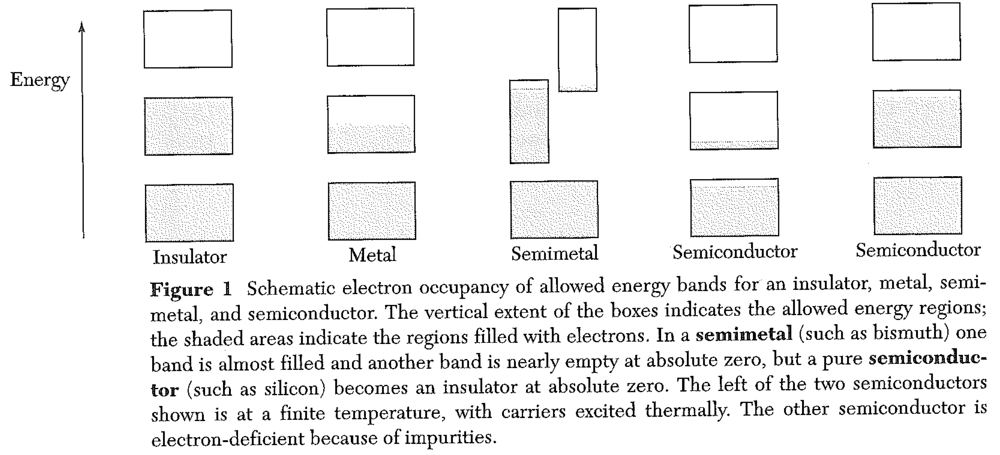 Energy
Insulator
Metal
Semimetal
Semiconductor
Semiconductor
Figure 1 Schematic electron occupancy of allowed energy bands for an insulator, metal, semi-
metal, and semiconductor. The vertical extent of the boxes indicates the allowed energy regions;
the shaded areas indicate the regions filled with electrons. In a semimetal (such as bismuth) one
band is almost filled and another band is nearly empty at absolute zero, but a pure semiconduc-
tor (such as silicon) becomes an insulator at absolute zero. The left of the two semiconductors
shown is at a finite temperature, with carriers excited thermally. The other semiconductor is
electron-deficient because of impurities.